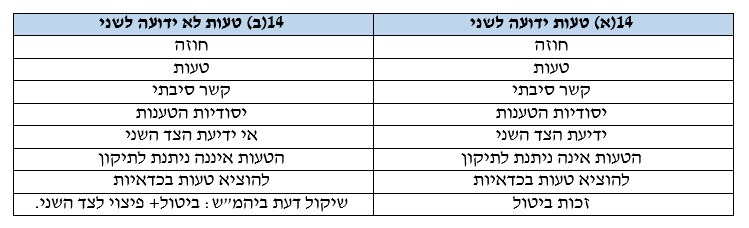 14(א) טעות ידועה לשני 14(ב) טעות לא ידועה לשני
חוזה חוזה
טעות טעות
קשר סיבתי קשר סיבתי
יסודיות הטענות יסודיות הטענות
ידיעת הצד השני אי ידיעת הצד השני
הטעות אינה ניתנת לתיקון הטעות איננה ניתנת לתיקון
להוציא טעות בכדאיות להוציא טעות בכדאיות
זכות ביטול שיקול דעת ביהמ״ש: ביטול+ פיצוי לצד השני.